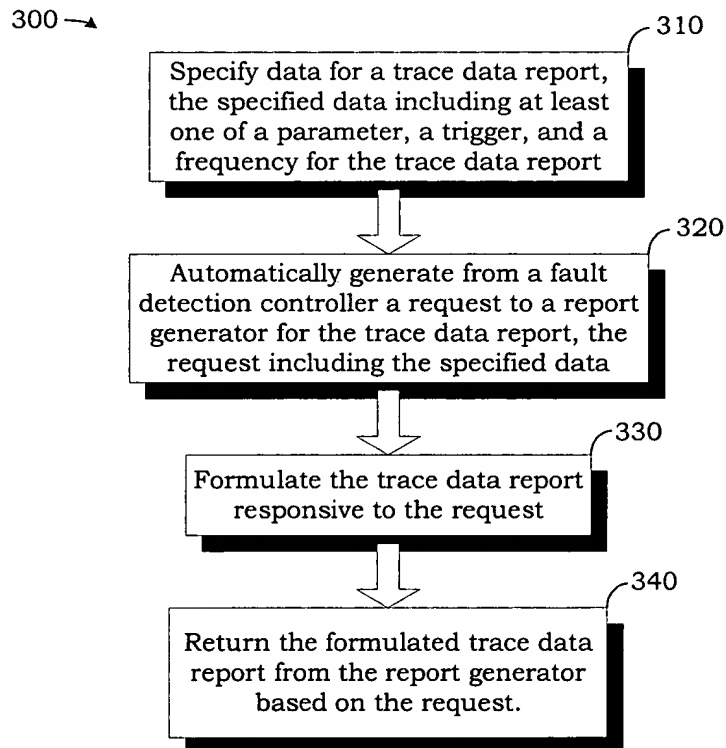 300
310
Specify data for a trace data report,
the specified data including at least
one of a parameter, a trigger, and a
frequency for the trace data report
320
Automatically generate from a fault
detection controller a request to a report
generator for the trace data report, the
request including the specified data
330
Formulate the trace data report
responsive to the request
340
Return the formulated trace data
report from the report generator
based on the request.